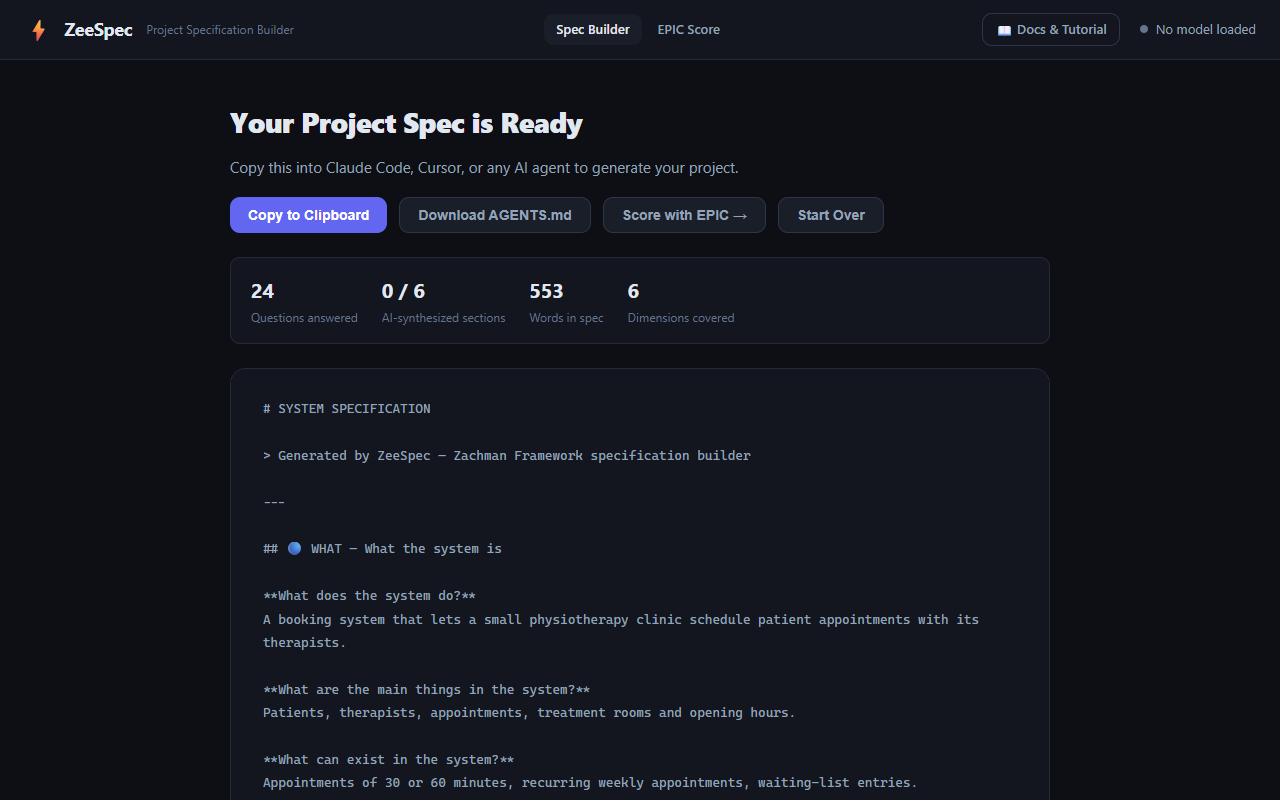 ZeeSpec
Project Specification Builder
Spec Builder
EPIC Score
Docs & Tutorial
No model loaded
Your Project Spec is Ready
Copy this into Claude Code, Cursor, or any AI agent to generate your project.
Copy to Clipboard
Download AGENTS.md
Score with EPIC →
Start Over
24
Questions answered
0 / 6
AI-synthesized sections
553
Words in spec
6
Dimensions covered
# SYSTEM SPECIFICATION
> Generated by ZeeSpec — Zachman Framework specification builder
---
## 🔵 WHAT — What the system is
**What does the system do?**
A booking system that lets a small physiotherapy clinic schedule patient appointments with its
therapists.
**What are the main things in the system?**
Patients, therapists, appointments, treatment rooms and opening hours.
**What can exist in the system?**
Appointments of 30 or 60 minutes, recurring weekly appointments, waiting-list entries.